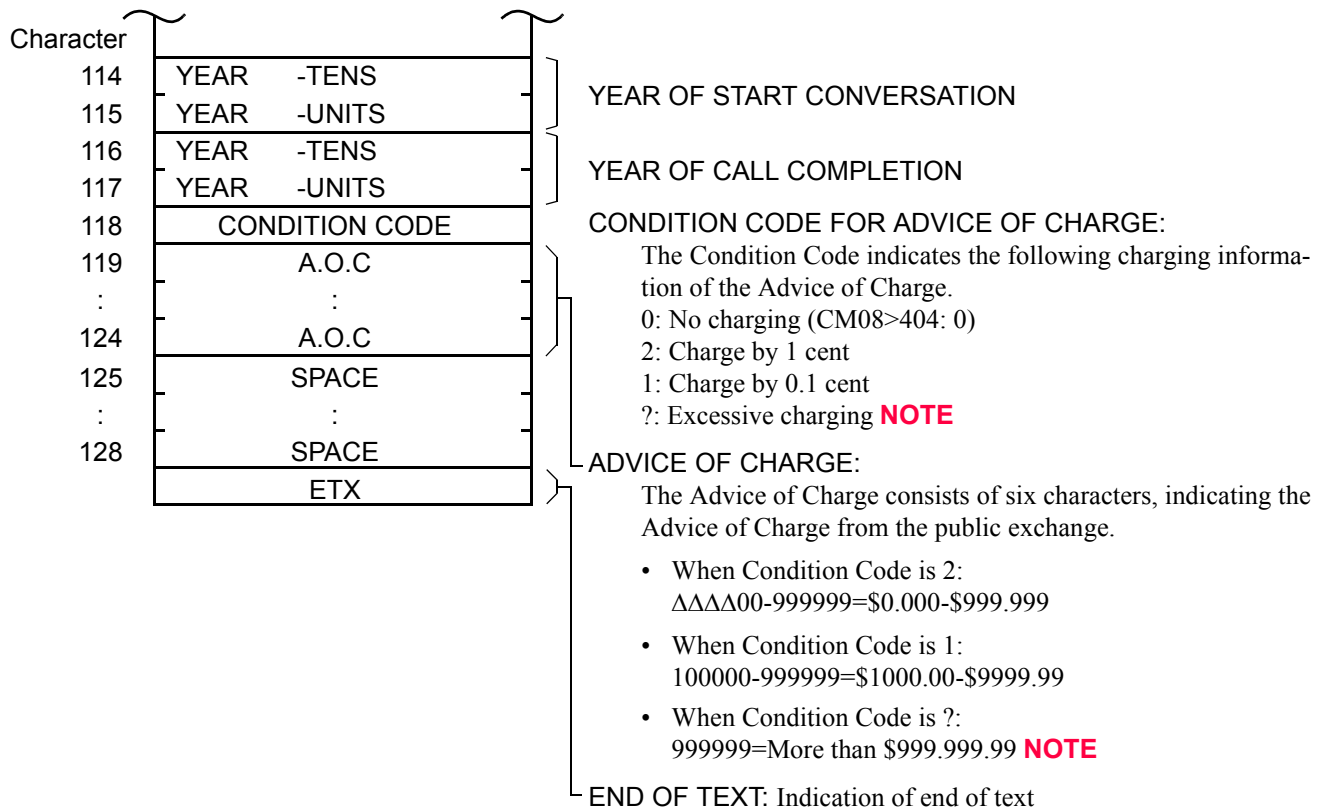 Character
114 YEAR -TENS
115 YEAR -UNITS
YEAR OF START CONVERSATION
116 YEAR -TENS
117 YEAR -UNITS
YEAR OF CALL COMPLETION
118 CONDITION CODE
119 A.O.C
: :
124 A.O.C
125 SPACE
: :
128 SPACE
ETX
CONDITION CODE FOR ADVICE OF CHARGE:
The Condition Code indicates the following charging informa-
tion of the Advice of Charge.
0: No charging (CM08>404: 0)
2: Charge by 1 cent
1: Charge by 0.1 cent
?: Excessive charging NOTE
ADVICE OF CHARGE:
The Advice of Charge consists of six characters, indicating the
Advice of Charge from the public exchange.
• When Condition Code is 2:
ΔΔΔΔ00-999999=$0.000-$999.999
• When Condition Code is 1:
100000-999999=$1000.00-$9999.99
• When Condition Code is ?:
999999=More than $999.999.99 NOTE
END OF TEXT: Indication of end of text